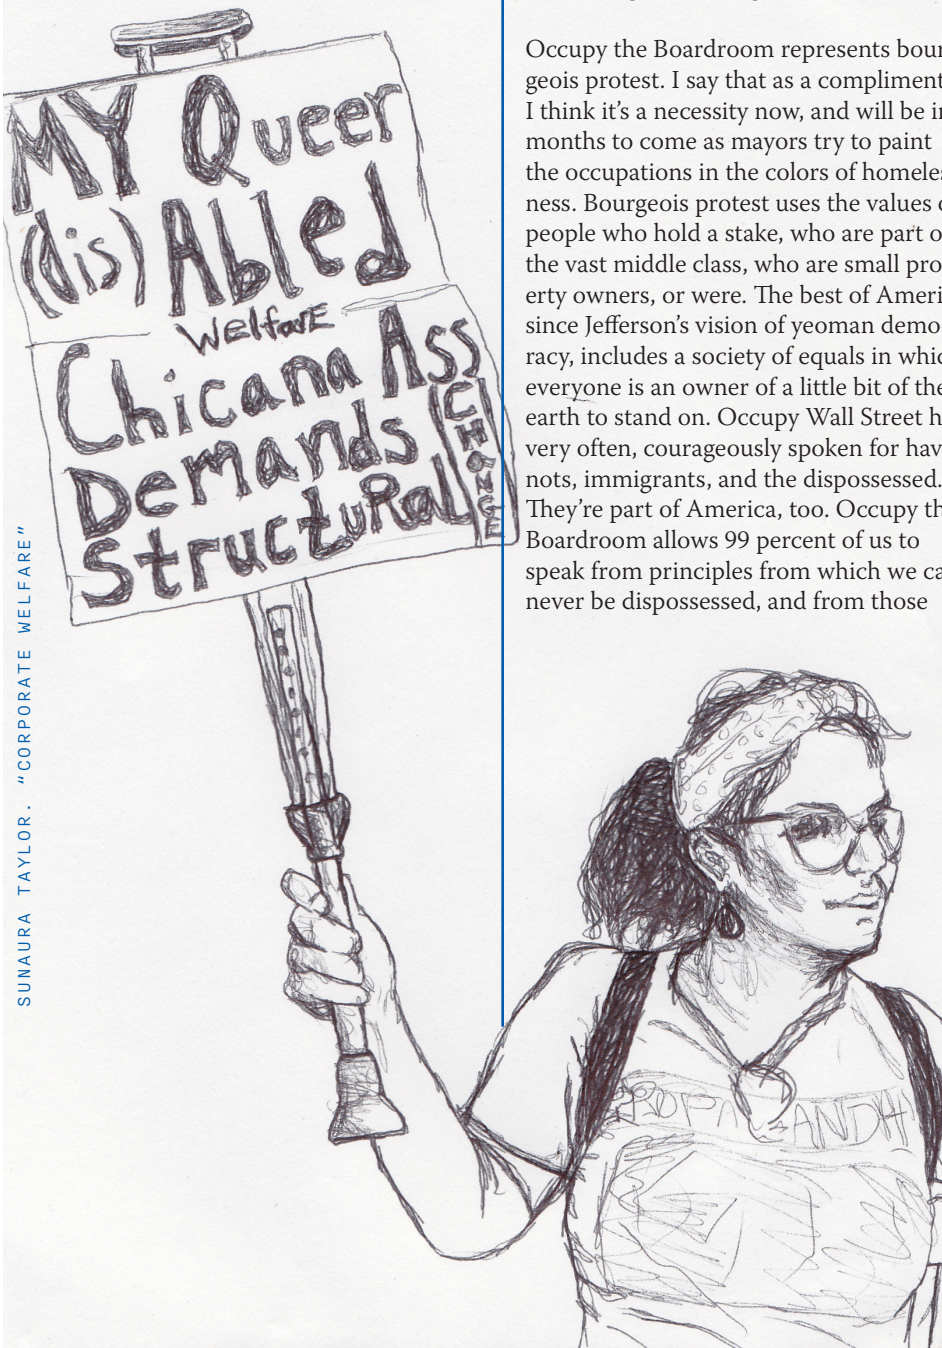 MY Queer
(dis)Abled
Welfare
Chicana Ass
Demands
Structural
CHANGE
SUNAURA TAYLOR. “CORPORATE WELFARE”
Occupy the Boardroom represents bour
geois protest. I say that as a compliment
I think it’s a necessity now, and will be in
months to come as mayors try to paint
the occupations in the colors of homeles
ness. Bourgeois protest uses the values o
people who hold a stake, who are part o
the vast middle class, who are small pro
erty owners, or were. The best of Ameri
since Jefferson’s vision of yeoman demo
racy, includes a society of equals in whic
everyone is an owner of a little bit of the
earth to stand on. Occupy Wall Street h
very often, courageously spoken for hav
nots, immigrants, and the dispossessed.
They’re part of America, too. Occupy th
Boardroom allows 99 percent of us to
speak from principles from which we ca
never be dispossessed, and from those
PROPAGANDHI